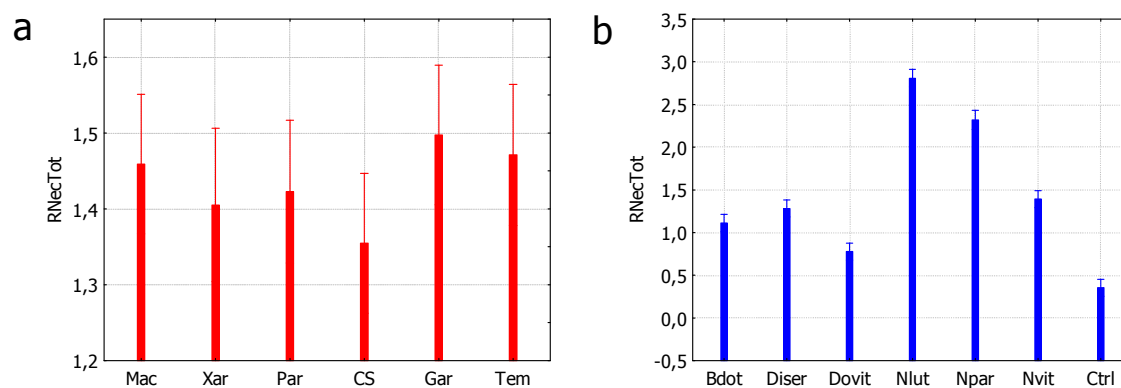 a
RNecTot
1,6
1,5
1,4
1,3
1,2
Mac Xar Par CS Gar Tem
b
RNecTot
3,5
3,0
2,5
2,0
1,5
1,0
0,5
0,0
-0,5
Bdot Diser Dovit Nlut Npar Nvit Ctrl